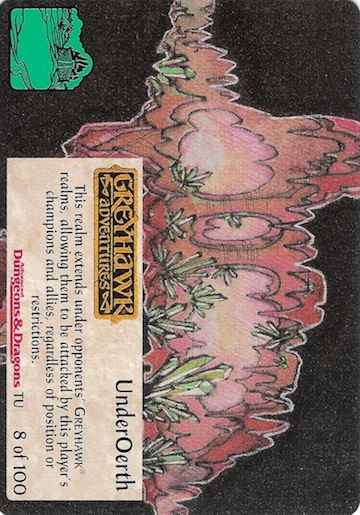 UnderOerth
GREYHAWK
ADVENTURES
This realm extends under opponents' GREYHAWK®
realms, allowing them to be attacked by this player's
champions and allies, regardless of position or
restrictions.
Advanced
Dungeons & Dragons TU 8 of 100